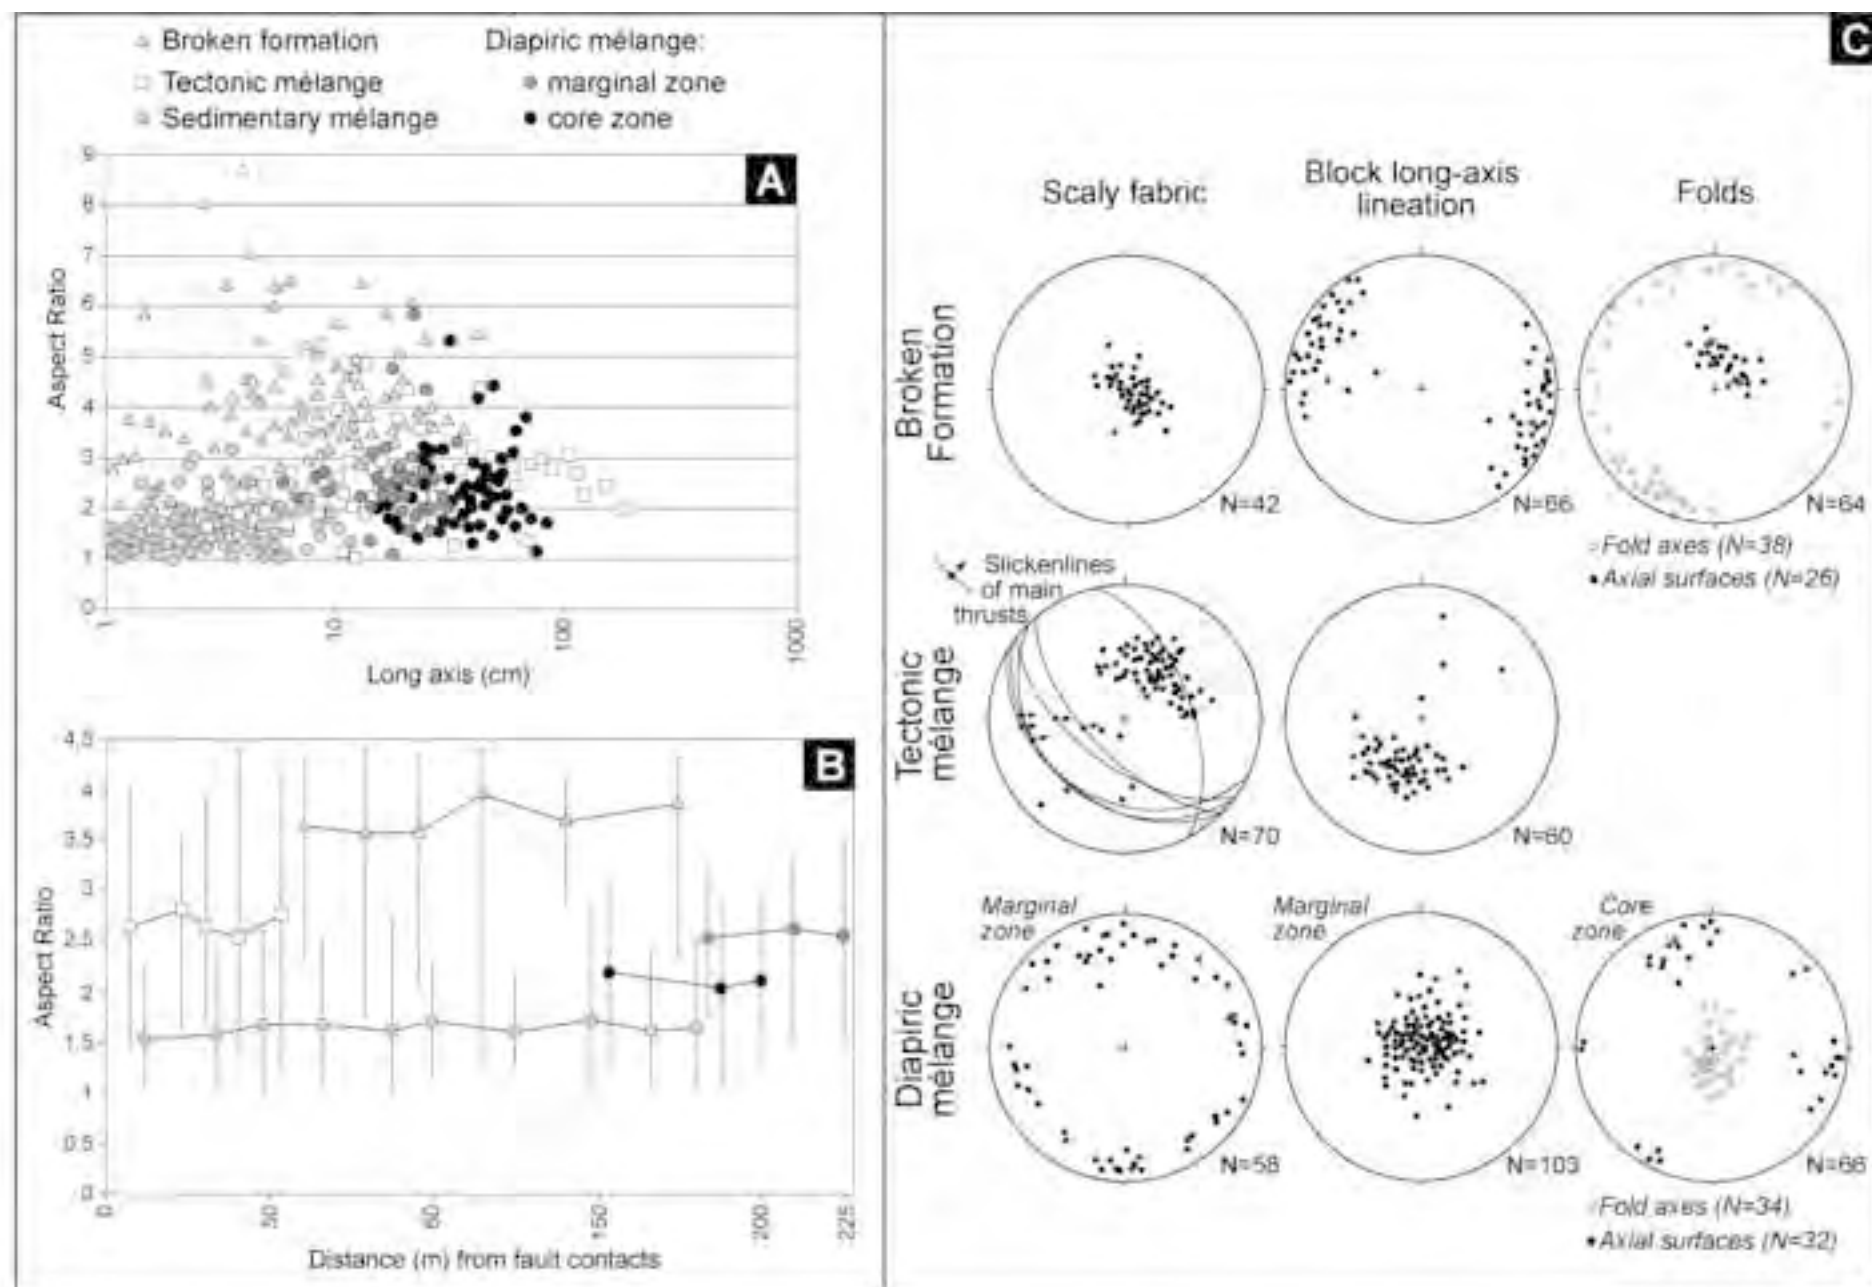 Broken formation
Diapiric mélange:
Tectonic mélange
marginal zone
Sedimentary mélange
core zone
A
9
8
7
6
5
4
3
2
1
0
Aspect Ratio
1
10
100
1000
Long axis (cm)
B
4.5
4
3.5
3
2.5
2
1.5
1
0.5
0
Aspect Ratio
0
50
60
150
200
225
Distance (m) from fault contacts
C
Scaly fabric
Block long-axis
lineation
Folds
Broken
Formation
N=42
N=66
N=64
Fold axes (N=38)
Axial surfaces (N=26)
Slickenlines
of main
thrusts
Tectonic
mélange
N=70
N=60
Diapiric
mélange
Marginal
zone
Marginal
zone
Core
zone
N=58
N=103
N=66
Fold axes (N=34)
Axial surfaces (N=32)